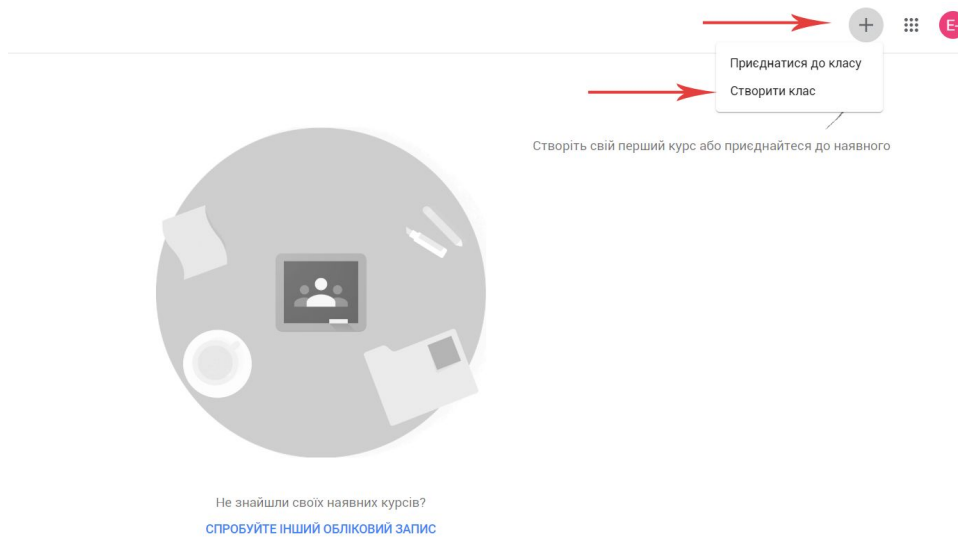 E-
Приєднатися до класу
Створити клас
Створіть свій перший курс або приєднайтеся до наявного
Не знайшли своїх наявних курсів?
СПРОБУЙТЕ ІНШИЙ ОБЛІКОВИЙ ЗАПИС